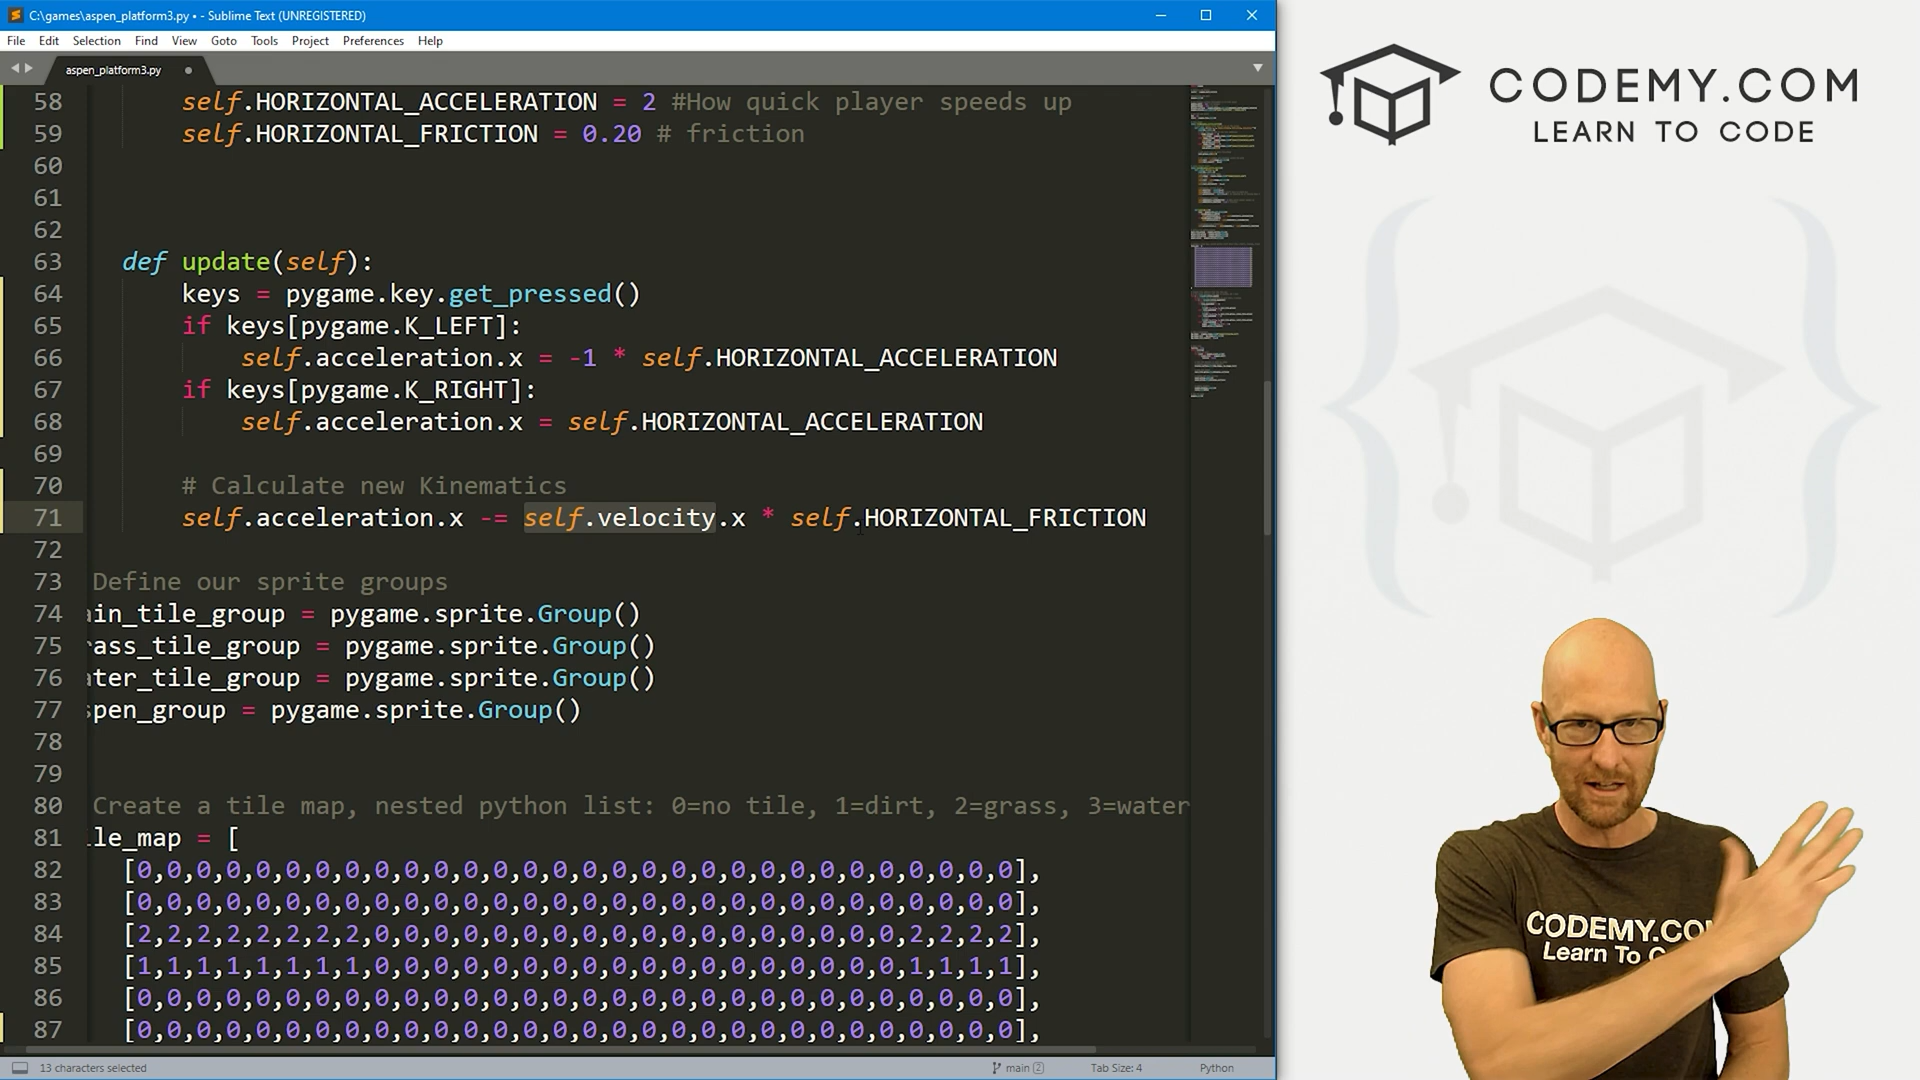 C:\games\aspen_platform3.py • - Sublime Text (UNREGISTERED)
File Edit Selection Find View Goto Tools Project Preferences Help
aspen_platform3.py
58 self.HORIZONTAL_ACCELERATION = 2 #How quick player speeds up
59 self.HORIZONTAL_FRICTION = 0.20 # friction
60
61
62
63 def update(self):
64 keys = pygame.key.get_pressed()
65 if keys[pygame.K_LEFT]:
66 self.acceleration.x = -1 * self.HORIZONTAL_ACCELERATION
67 if keys[pygame.K_RIGHT]:
68 self.acceleration.x = self.HORIZONTAL_ACCELERATION
69
70 # Calculate new Kinematics
71 self.acceleration.x -= self.velocity.x * self.HORIZONTAL_FRICTION
72
73 Define our sprite groups
74 ain_tile_group = pygame.sprite.Group()
75 rass_tile_group = pygame.sprite.Group()
76 ater_tile_group = pygame.sprite.Group()
77 spen_group = pygame.sprite.Group()
78
79
80 Create a tile map, nested python list: 0=no tile, 1=dirt, 2=grass, 3=water
81 ile_map = [
82 [0,0,0,0,0,0,0,0,0,0,0,0,0,0,0,0,0,0,0,0,0,0,0,0,0,0,0,0,0,0],
83 [0,0,0,0,0,0,0,0,0,0,0,0,0,0,0,0,0,0,0,0,0,0,0,0,0,0,0,0,0,0],
84 [2,2,2,2,2,2,2,2,0,0,0,0,0,0,0,0,0,0,0,0,0,0,0,0,0,0,2,2,2,2],
85 [1,1,1,1,1,1,1,1,0,0,0,0,0,0,0,0,0,0,0,0,0,0,0,0,0,0,1,1,1,1],
86 [0,0,0,0,0,0,0,0,0,0,0,0,0,0,0,0,0,0,0,0,0,0,0,0,0,0,0,0,0,0],
87 [0,0,0,0,0,0,0,0,0,0,0,0,0,0,0,0,0,0,0,0,0,0,0,0,0,0,0,0,0,0],
13 characters selected main 2 Tab Size: 4 Python
CODEMY.COM
LEARN TO CODE
CODEMY.CO
Learn To C